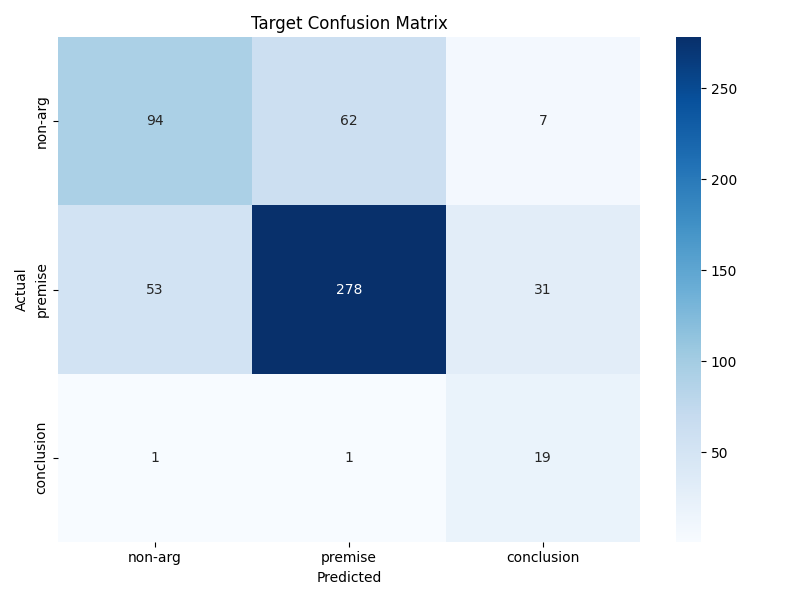 Target Confusion Matrix
Actual
non-arg
94
62
7
premise
53
278
31
conclusion
1
1
19
non-arg
premise
conclusion
Predicted
250
200
150
100
50